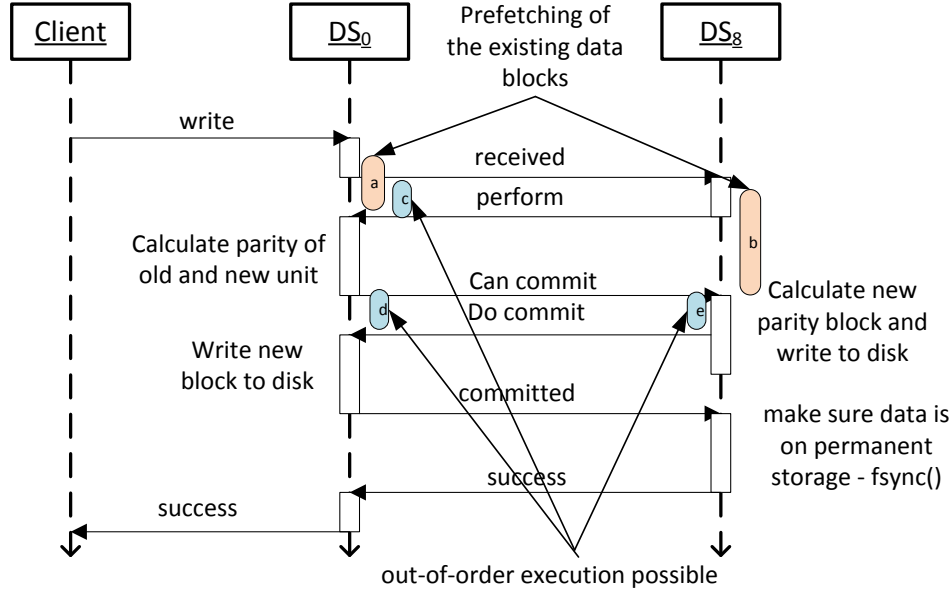 Client
DS0
DS8
Prefetching of
the existing data
blocks
write
received
a
c
perform
b
Calculate parity of
old and new unit
Can commit
d
Do commit
e
Calculate new
parity block and
write to disk
Write new
block to disk
committed
make sure data is
on permanent
storage - fsync()
success
success
out-of-order execution possible